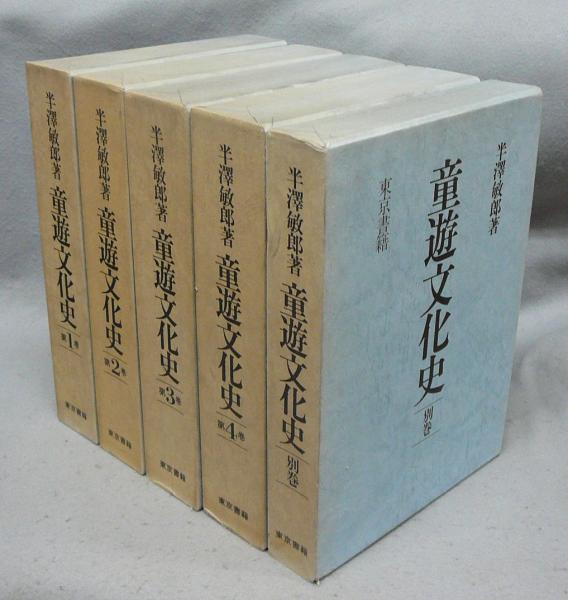 半澤敏郎著
童遊文化史
第1巻
東京書籍
半澤敏郎著
童遊文化史
第2巻
東京書籍
半澤敏郎著
童遊文化史
第3巻
東京書籍
半澤敏郎著
童遊文化史
第4巻
東京書籍
半澤敏郎著
童遊文化史
別巻
東京書籍
半澤敏郎著
童遊文化史
別巻
東京書籍